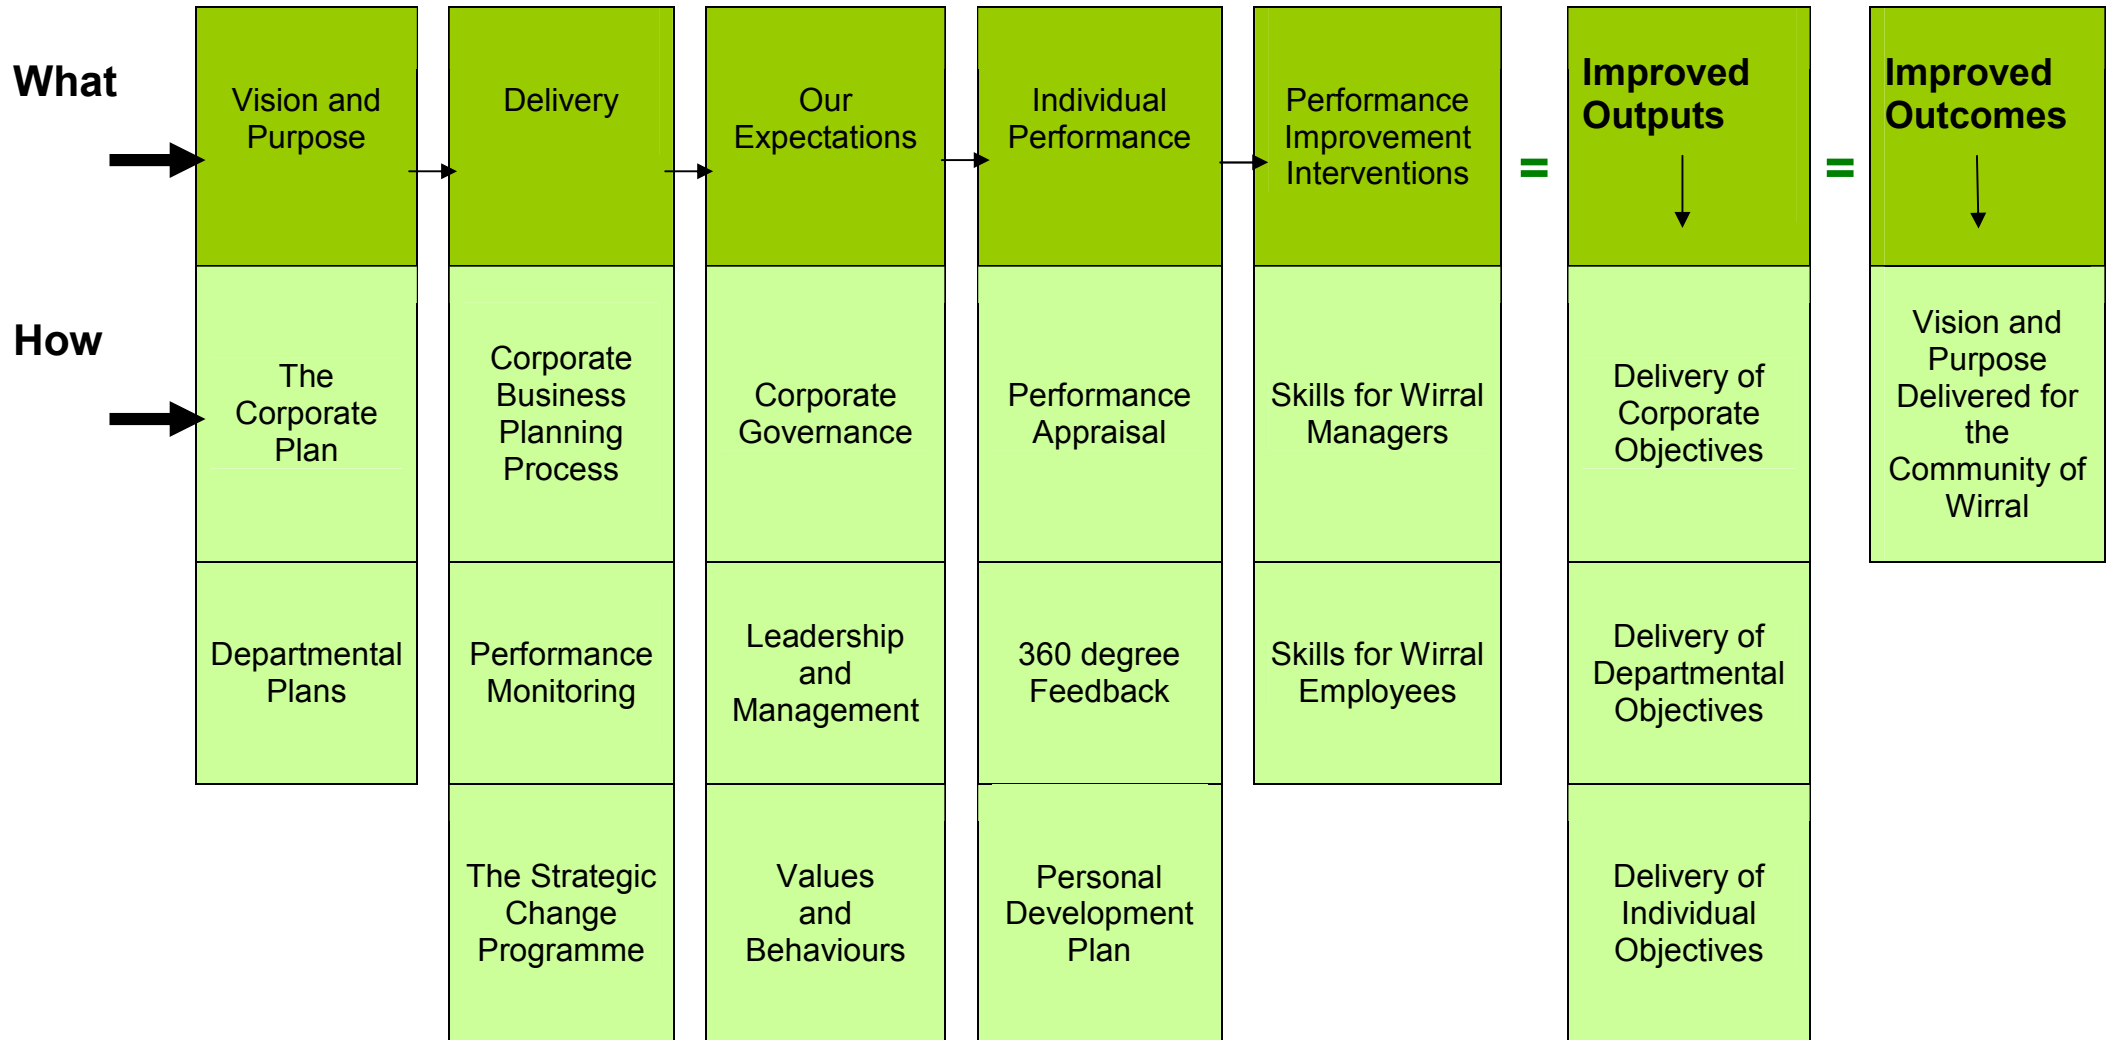 What
Vision and
Purpose
Delivery
Our
Expectations
Individual
Performance
Performance
Improvement
Interventions
=
Improved
Outputs
=
Improved
Outcomes
How
The
Corporate
Plan
Corporate
Business
Planning
Process
Corporate
Governance
Performance
Appraisal
Skills for Wirral
Managers
Delivery of
Corporate
Objectives
Vision and
Purpose
Delivered for
the
Community of
Wirral
Departmental
Plans
Performance
Monitoring
Leadership
and
Management
360 degree
Feedback
Skills for Wirral
Employees
Delivery of
Departmental
Objectives
The Strategic
Change
Programme
Values
and
Behaviours
Personal
Development
Plan
Delivery of
Individual
Objectives